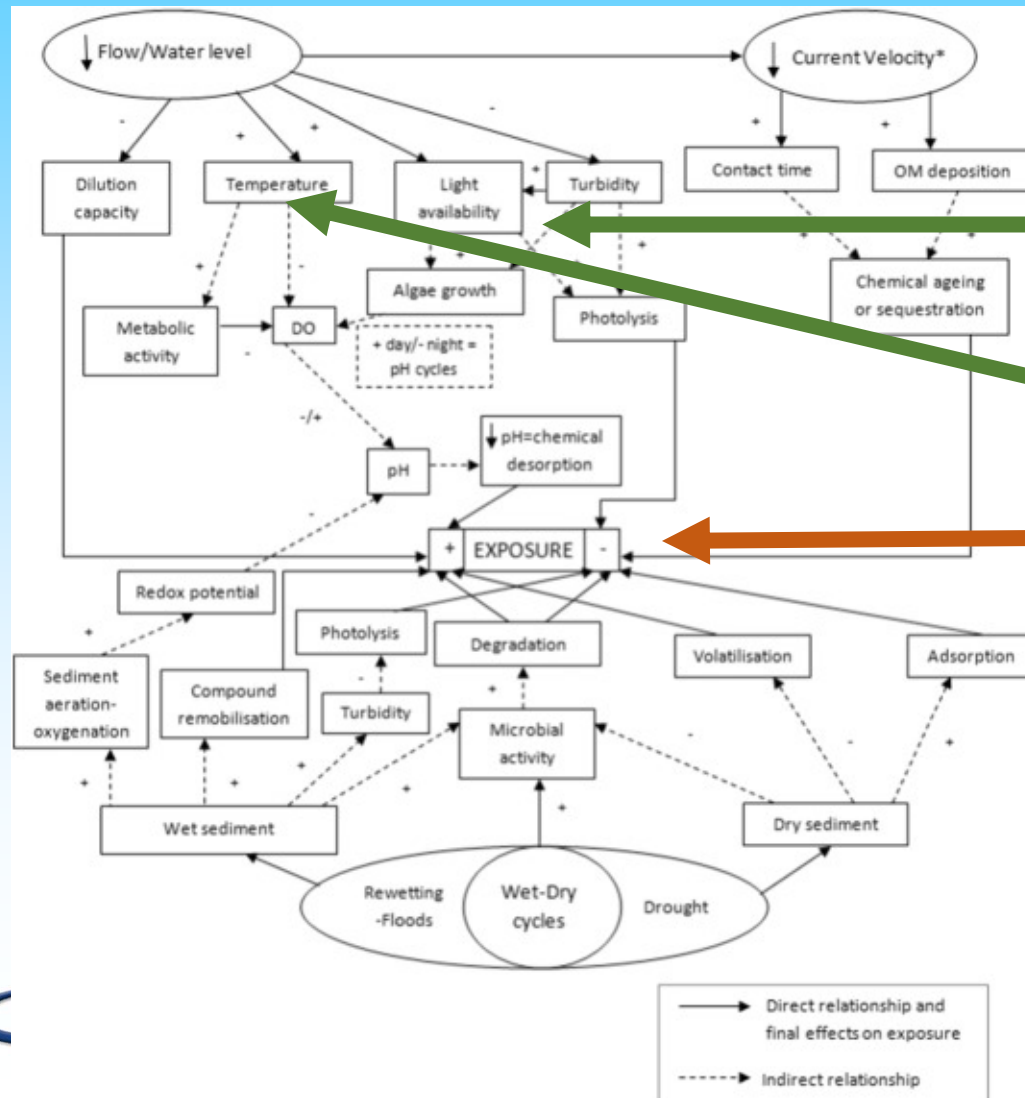 ↓ Flow/Water level
↓ Current Velocity*
-
+
+
-
+
+
Dilution
capacity
Temperature
Light
availability
+
Turbidity
Contact time
OM deposition
+
-
+
+
+
+
Metabolic
activity
-
DO
Algae growth
Photolysis
Chemical ageing
or sequestration
+ day/- night =
pH cycles
-/+
pH
↓ pH=chemical
desorption
-
+ EXPOSURE -
Redox potential
Photolysis
Degradation
Volatilisation
Adsorption
+
-
+
Sediment
aeration-
oxygenation
Compound
remobilisation
Turbidity
Microbial
activity
-
-
+
+
+
+
+
+
Wet sediment
Dry sediment
Rewetting
-Floods
Wet-Dry
cycles
Drought
Direct relationship and
final effects on exposure
Indirect relationship